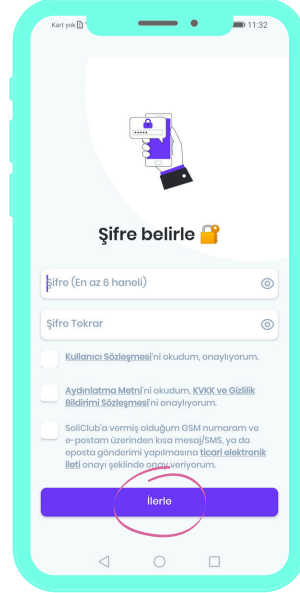 Kart yok
11:32
Şifre belirle
Şifre (En az 6 haneli)
Şifre Tekrar
Kullanıcı Sözleşmesi'ni okudum, onaylıyorum.
Aydınlatma Metni'ni okudum, KVKK ve Gizlilik
Bildirimi Sözleşmesi'ni onaylıyorum.
SoliClub'a vermiş olduğum GSM numaram ve
e-postam üzerinden kısa mesaj/SMS, ya da
eposta gönderimi yapılmasına ticari elektronik
ileti onayı şeklinde onay veriyorum.
İlerle